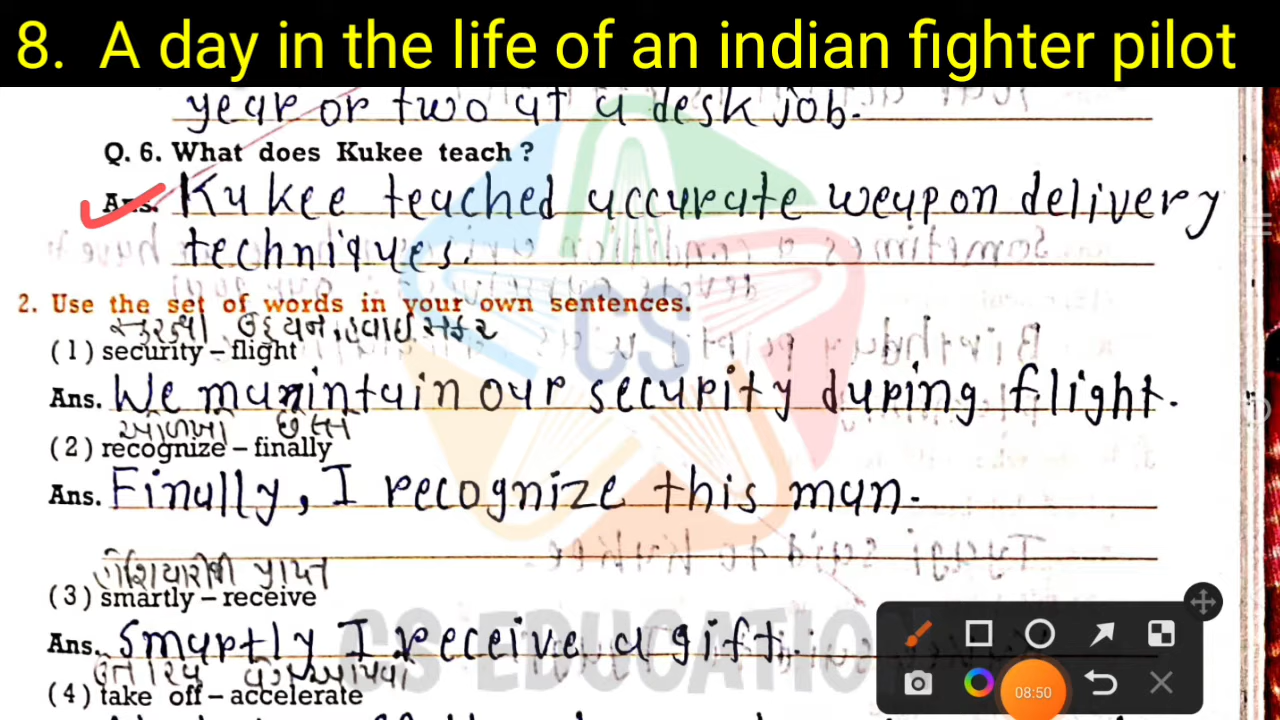 8. A day in the life of an indian fighter pilot
year or two at a desk job.
Q. 6. What does Kukee teach ?
Ans. Kukee teached accurate weapon delivery
techniques.
2. Use the set of words in your own sentences.
(1) security – flight
Ans. We maintain our security during flight.
ઓળખો છેલ્લે
(2) recognize – finally
Ans. Finally, I recognize this man.
(3) smartly – receive
Ans. Smartly I receive a gift.
CS
CS EDUCATION
(4) take off – accelerate
08:50